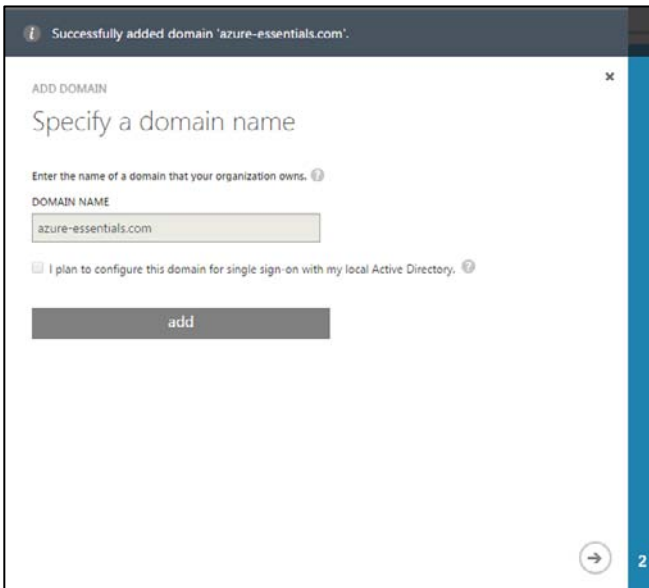 Successfully added domain 'azure-essentials.com'.
ADD DOMAIN
Specify a domain name
Enter the name of a domain that your organization owns. ?
DOMAIN NAME
azure-essentials.com
I plan to configure this domain for single sign-on with my local Active Directory. ?
add
2